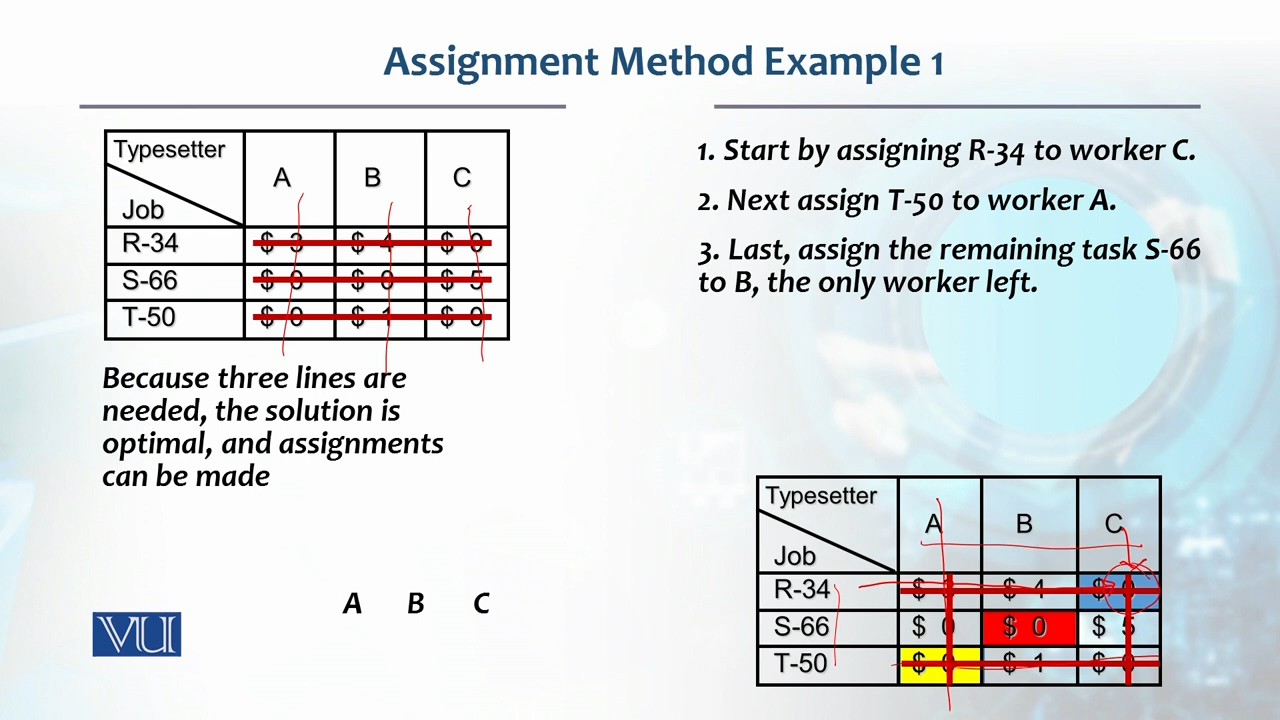 Assignment Method Example 1
Typesetter
A B C
Job
R-34 $ 3 $ 4 $ 0
S-66 $ 0 $ 0 $ 5
T-50 $ 0 $ 1 $ 0
Because three lines are
needed, the solution is
optimal, and assignments
can be made
A B C
VU
1. Start by assigning R-34 to worker C.
2. Next assign T-50 to worker A.
3. Last, assign the remaining task S-66
to B, the only worker left.
Typesetter
A B C
Job
R-34 $ $ 4 $ 0
S-66 $ 0 $ 0 $ 5
T-50 $ 0 $ 1 $ 0